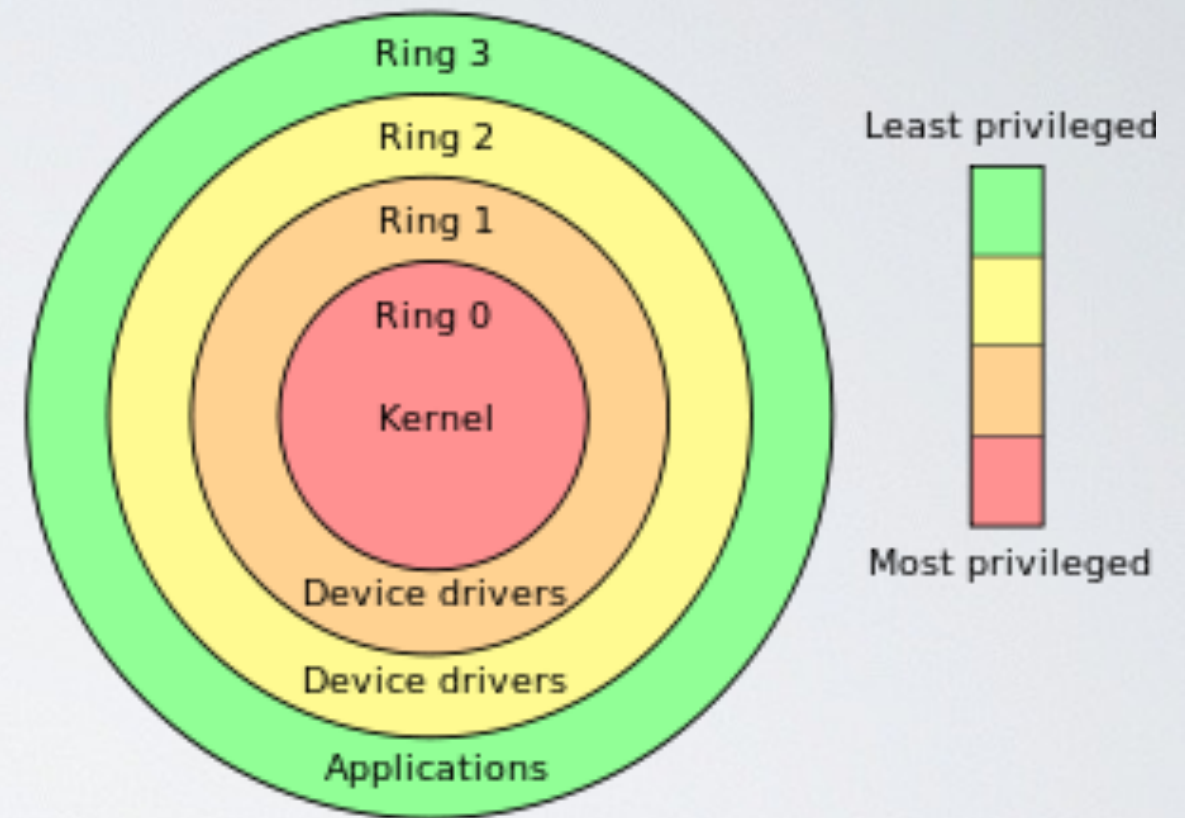 Ring 3
Ring 2
Ring 1
Ring 0
Kernel
Device drivers
Device drivers
Applications
Least privileged
Most privileged